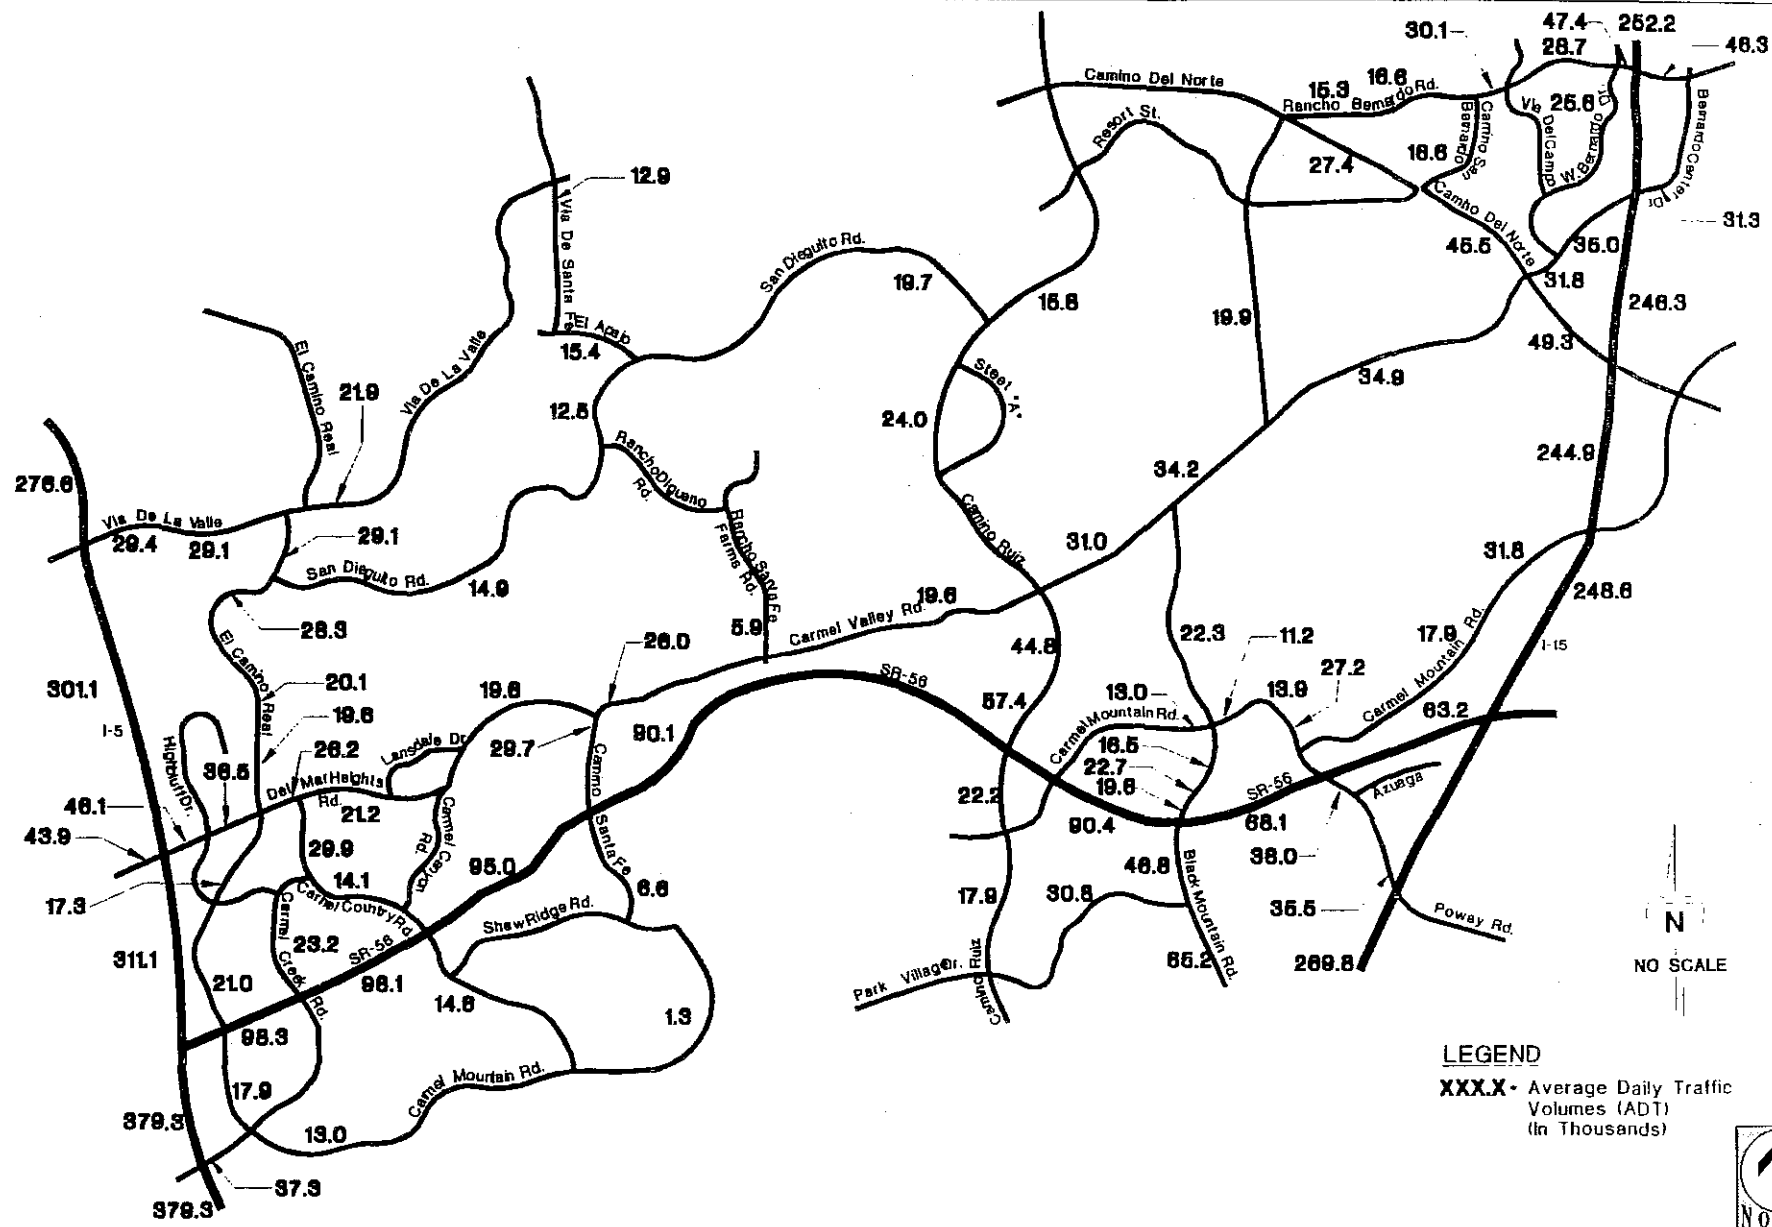 30.1
47.4
252.2
28.7
46.3
Camino Del Norte
15.3
16.6
Rancho Bernardo Rd.
Resort St.
27.4
16.6
Camino San
Bernardo
Via Del Campo
25.6
W. Bernardo Dr.
Bernardo Center
Dr
31.3
12.9
Via De Santa Fe
Camino Del Norte
45.5
35.0
31.8
San Dieguito Rd.
19.7
15.6
19.9
246.3
49.3
El Apajo
15.4
El Camino Real
21.9
Via De La Valle
12.5
24.0
Street "A"
34.9
Rancho Digueno
Rd.
34.2
244.9
276.6
Via De La Valle
29.4
29.1
29.1
San Dieguito Rd.
14.9
Rancho Santa Fe
Farms Rd.
Camino Ruiz
31.0
31.8
248.6
28.3
5.9
Carmel Valley Rd.
19.6
26.0
44.8
22.3
11.2
17.9
Carmel Mountain Rd.
I-15
301.1
El Camino Real
20.1
19.6
19.6
SR-56
57.4
13.0
13.9
27.2
I-5
Highbluff Dr.
36.5
26.2
Lansdale Dr.
29.7
90.1
Camino
Santa Fe
Carmel Mountain Rd.
16.5
22.7
19.6
63.2
46.1
43.9
Del Mar Heights
Rd.
21.2
Carmel Canyon
Rd.
22.2
90.4
SR-56
68.1
Azuaga
29.9
14.1
95.0
17.3
Carmel Country Rd.
6.6
17.9
30.8
46.8
Black Mountain Rd.
38.0
35.5
Poway Rd.
Shaw Ridge Rd.
Carmel Creek
Rd.
23.2
SR-56
96.1
311.1
21.0
98.3
14.6
1.3
Park Village Dr.
Camino Ruiz
65.2
269.8
N
NO SCALE
17.9
Carmel Mountain Rd.
13.0
379.3
37.3
379.3
LEGEND
XXX.X - Average Daily Traffic
Volumes (ADT)
(In Thousands)